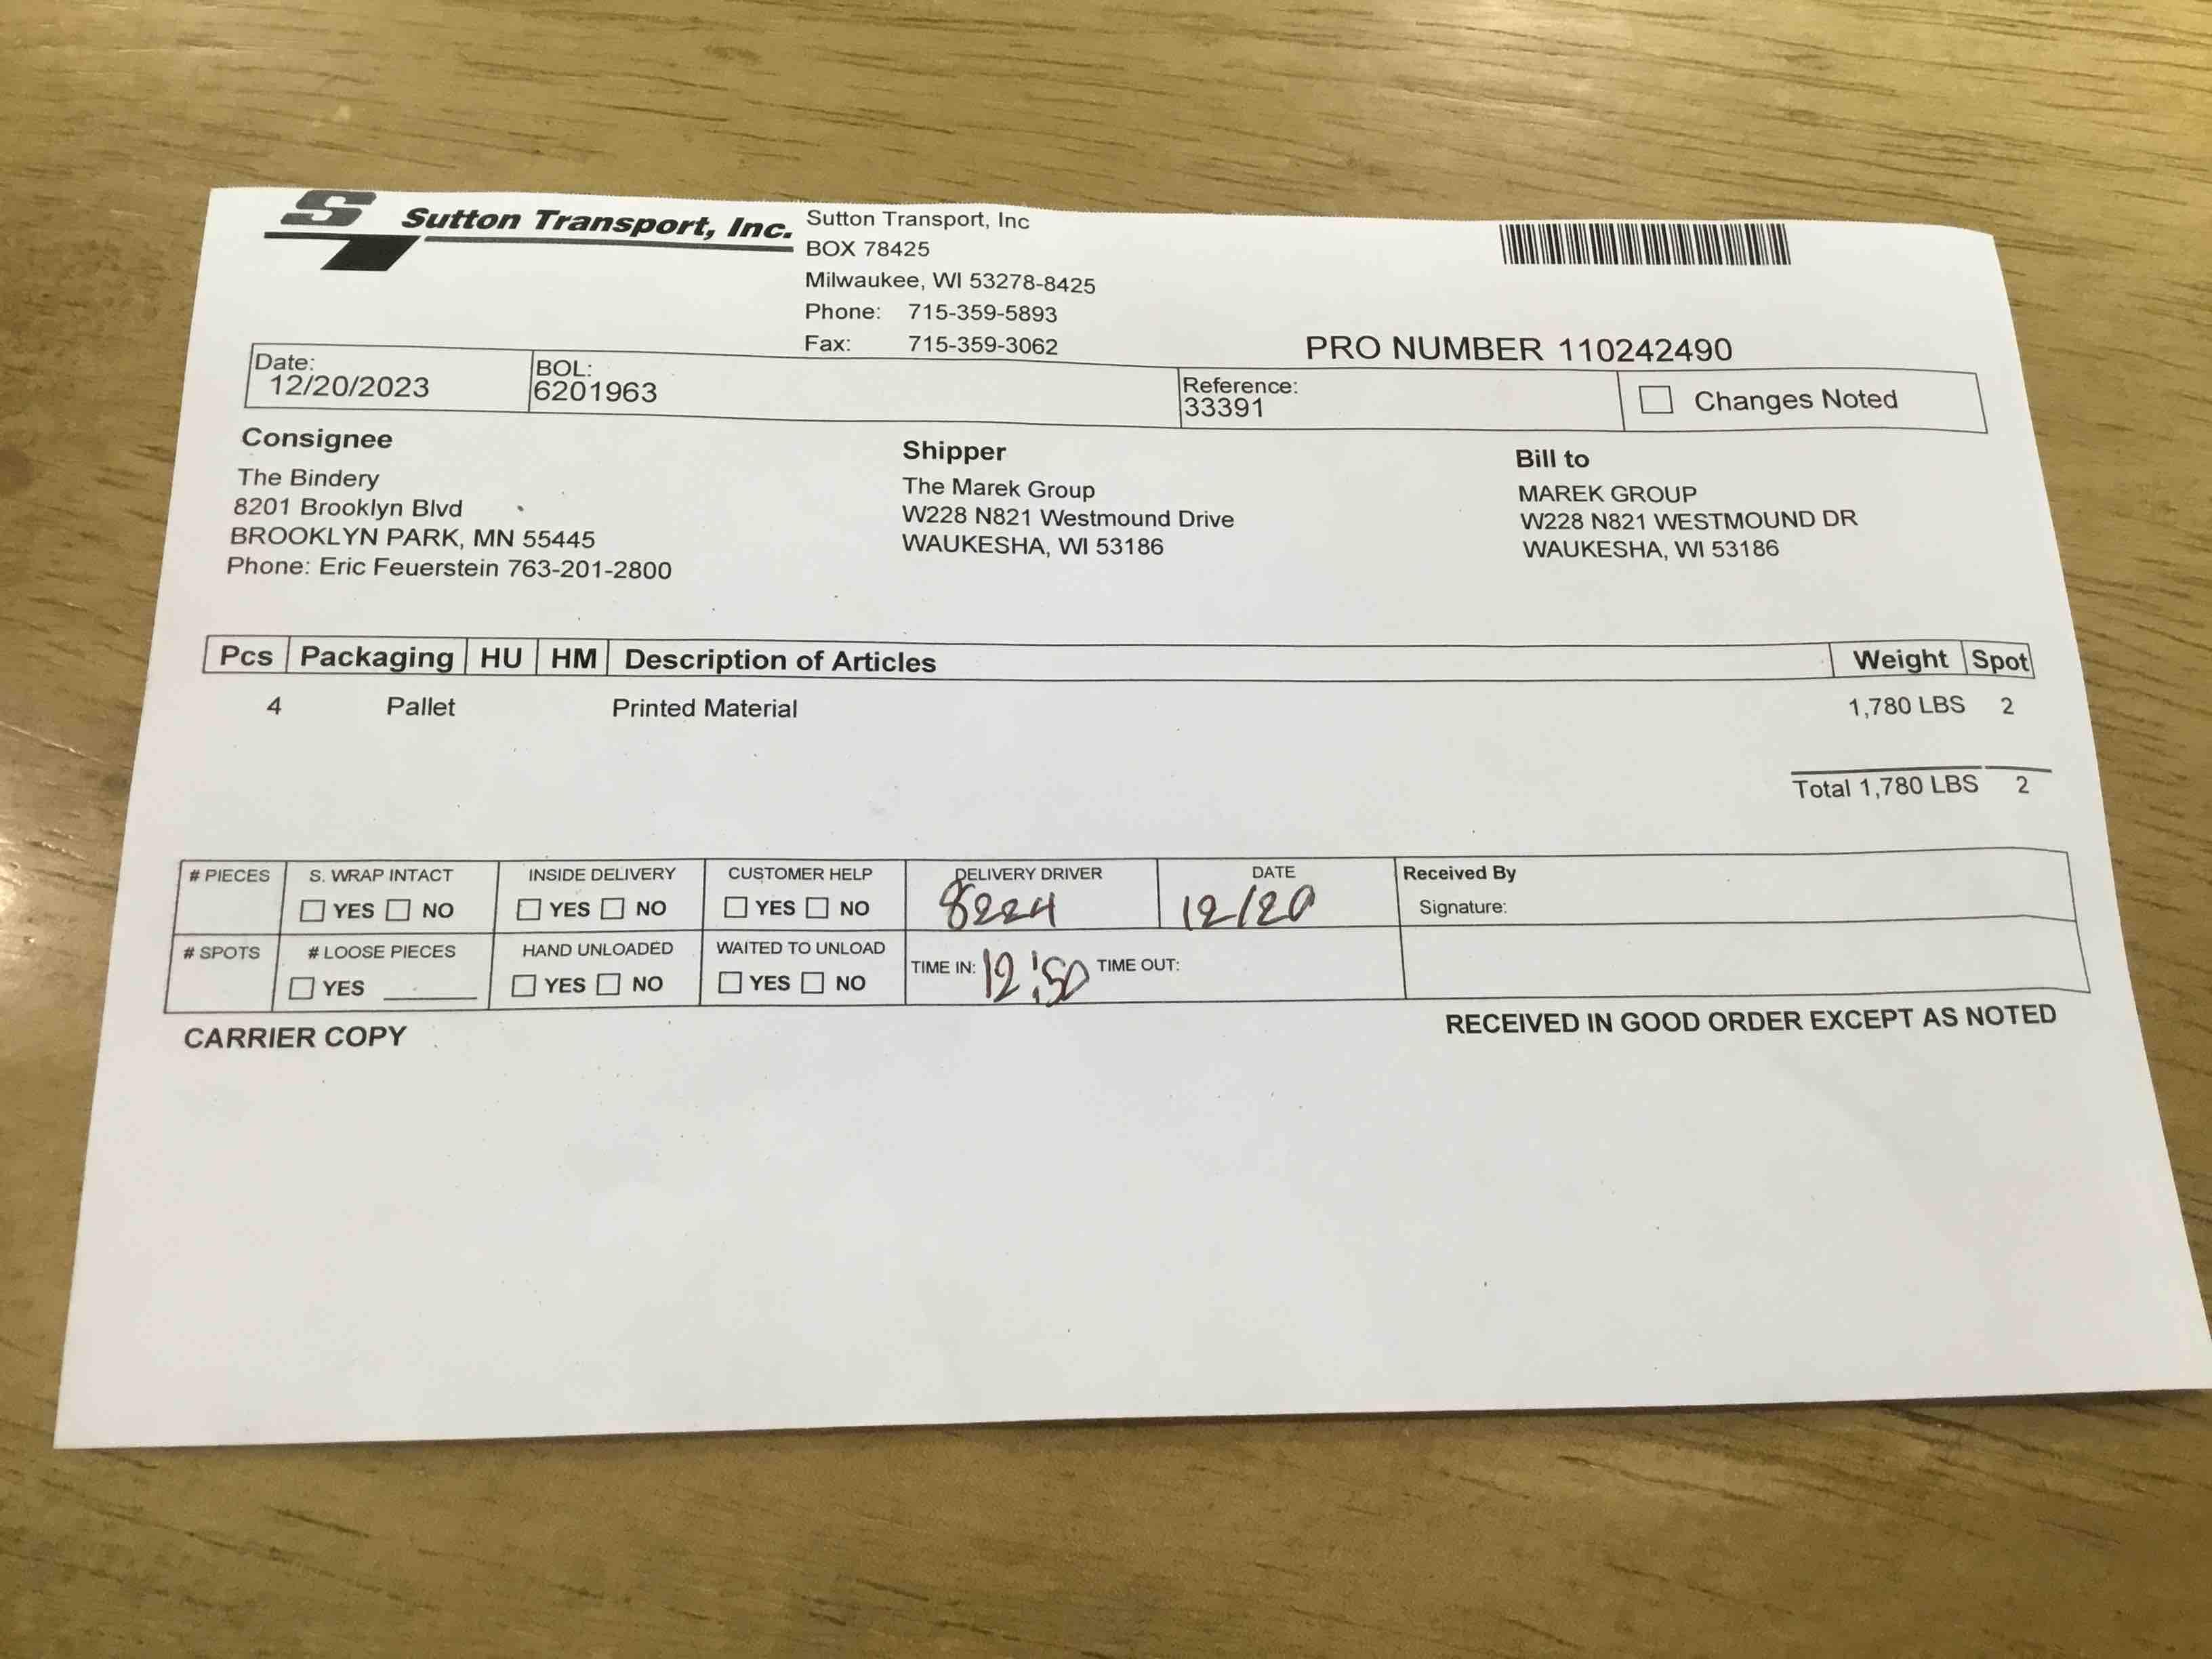 Sutton Transport, Inc.
Sutton Transport, Inc
BOX 78425
Milwaukee, WI 53278-8425
Phone: 715-359-5893
Fax: 715-359-3062
PRO NUMBER 110242490
Date:
12/20/2023
BOL:
6201963
Reference:
33391
Changes Noted
Consignee
The Bindery
8201 Brooklyn Blvd
BROOKLYN PARK, MN 55445
Phone: Eric Feuerstein 763-201-2800
Shipper
The Marek Group
W228 N821 Westmound Drive
WAUKESHA, WI 53186
Bill to
MAREK GROUP
W228 N821 WESTMOUND DR
WAUKESHA, WI 53186
Pcs Packaging HU HM Description of Articles Weight Spot
4 Pallet Printed Material 1,780 LBS 2
Total 1,780 LBS 2
# PIECES S. WRAP INTACT INSIDE DELIVERY CUSTOMER HELP DELIVERY DRIVER DATE Received By
YES NO YES NO YES NO 8224 12/20 Signature:
# SPOTS # LOOSE PIECES HAND UNLOADED WAITED TO UNLOAD TIME IN: 12:50 TIME OUT:
YES YES NO YES NO
CARRIER COPY
RECEIVED IN GOOD ORDER EXCEPT AS NOTED